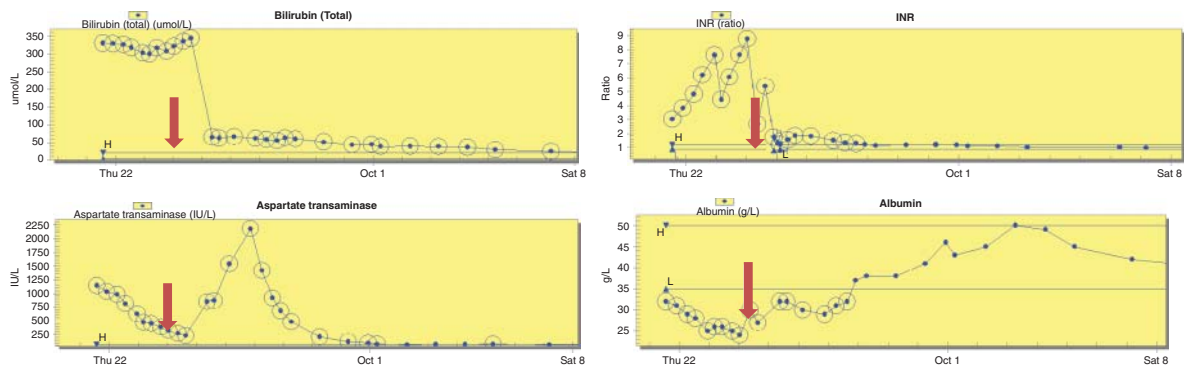 Bilirubin (Total)
Bilirubin (total) (umol/L)
umol/L
350
300
250
200
150
100
50
0
H
Thu 22
Oct 1
Sat 8
INR
INR (ratio)
Ratio
9
8
7
6
5
4
3
2
1
H
L
Thu 22
Oct 1
Sat 8
Aspartate transaminase
Aspartate transaminase (IU/L)
IU/L
2250
1750
1500
1250
1000
750
500
250
H
Thu 22
Oct 1
Sat 8
Albumin
Albumin (g/L)
g/L
50
45
40
35
30
25
H
L
Thu 22
Oct 1
Sat 8